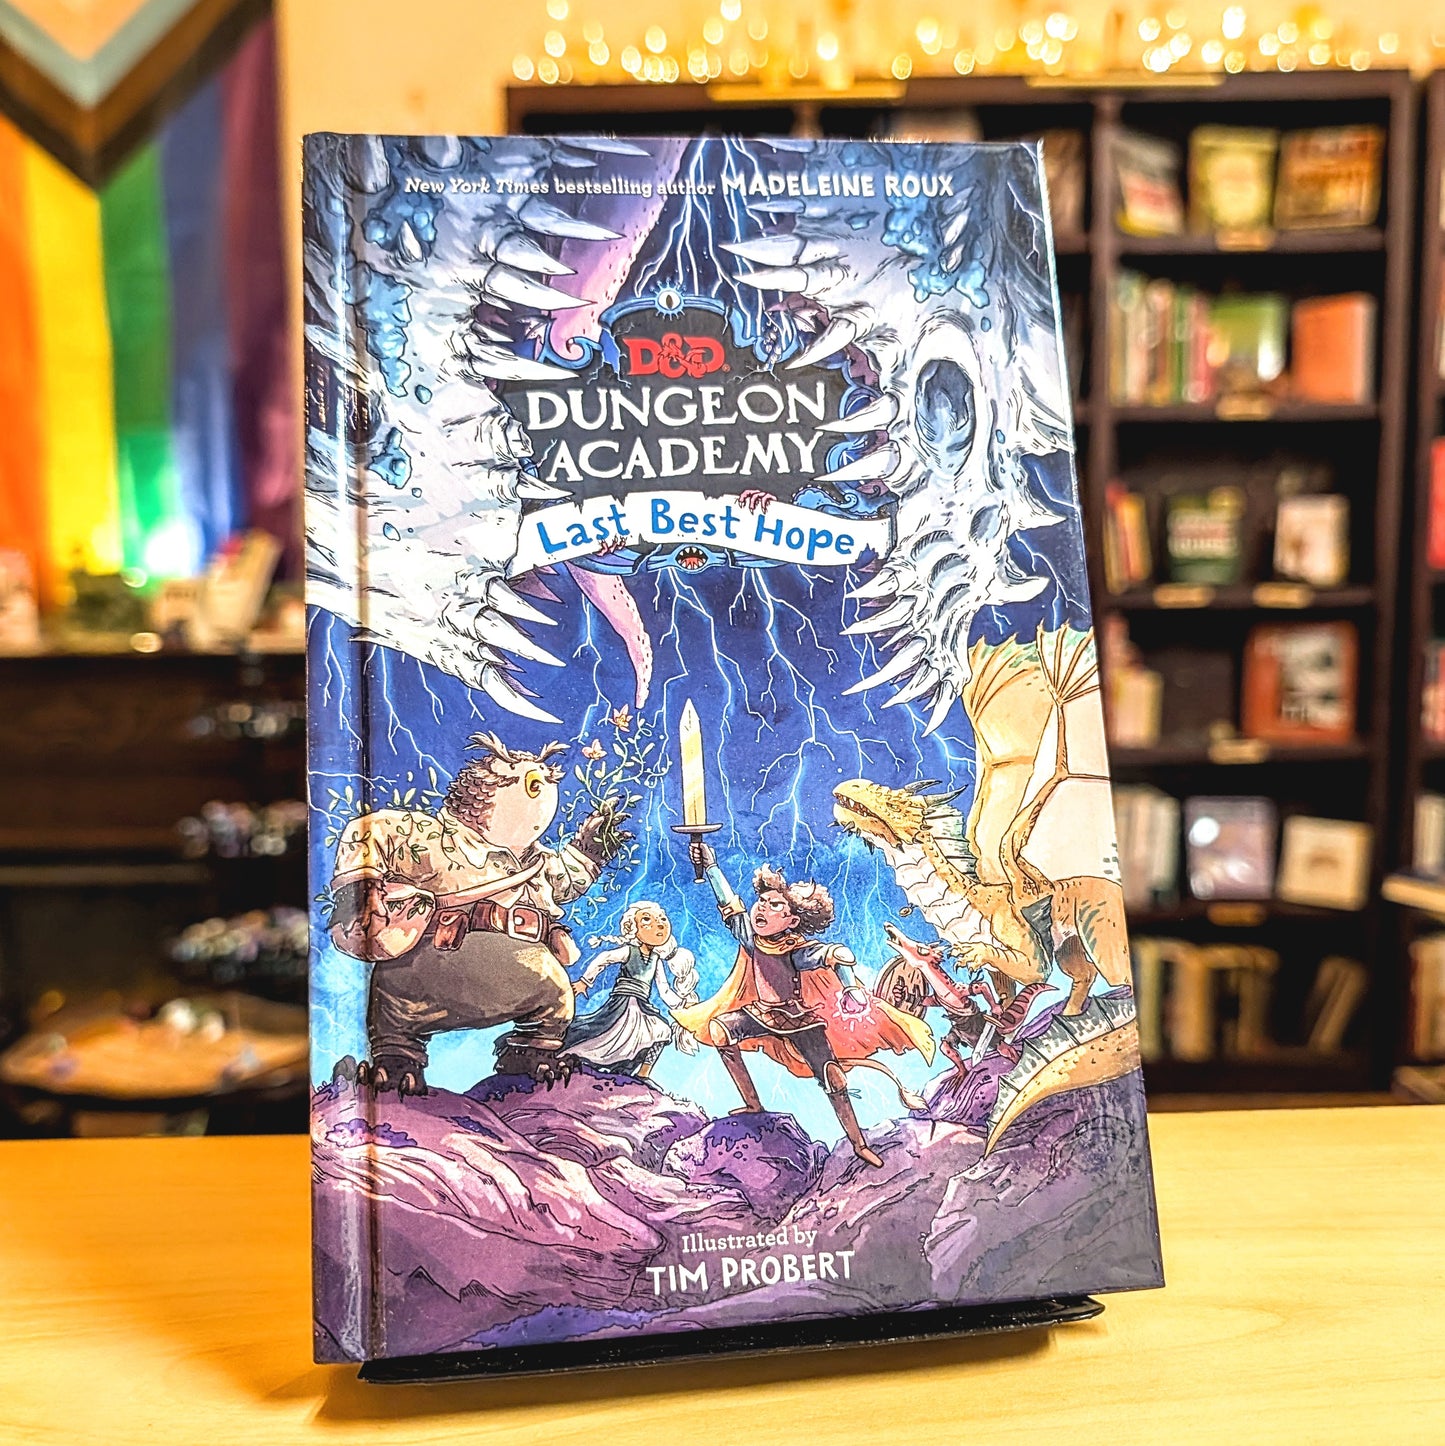 New York Times bestselling author MADELEINE ROUX
D&D
DUNGEON
ACADEMY
Last Best Hope
Illustrated by
TIM PROBERT